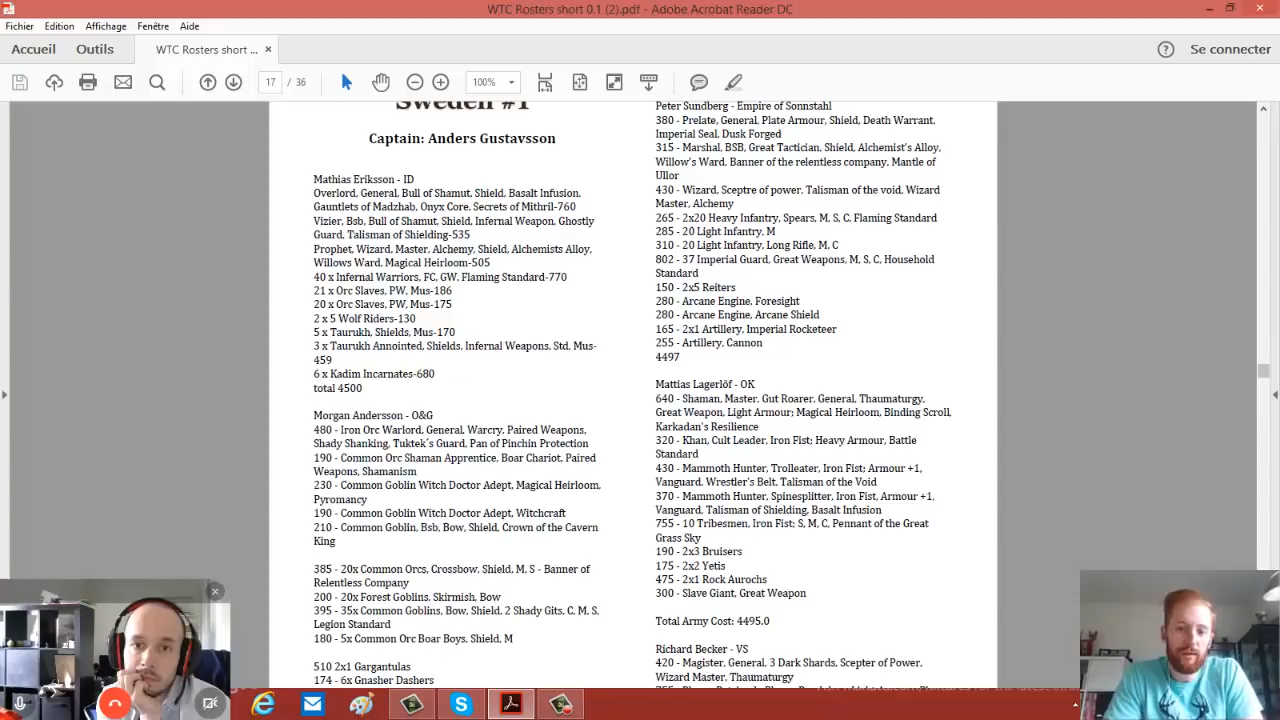 WTC Rosters short 0.1 (2).pdf - Adobe Acrobat Reader DC
Fichier Edition Affichage Fenêtre Aide
Accueil Outils WTC Rosters short ... × ? Se connecter
17 / 36 100%
Sweden #1
Captain: Anders Gustavsson
Mathias Eriksson - ID
Overlord, General, Bull of Shamut, Shield, Basalt Infusion,
Gauntlets of Madzhab, Onyx Core, Secrets of Mithril-760
Vizier, Bsb, Bull of Shamut, Shield, Infernal Weapon, Ghostly
Guard, Talisman of Shielding-535
Prophet, Wizard, Master, Alchemy, Shield, Alchemists Alloy,
Willows Ward, Magical Heirloom-505
40 x Infernal Warriors, FC, GW, Flaming Standard-770
21 x Orc Slaves, PW, Mus-186
20 x Orc Slaves, PW, Mus-175
2 x 5 Wolf Riders-130
5 x Taurukh, Shields, Mus-170
3 x Taurukh Annointed, Shields, Infernal Weapons, Std, Mus-
459
6 x Kadim Incarnates-680
total 4500
Morgan Andersson - O&G
480 - Iron Orc Warlord, General, Warcry, Paired Weapons,
Shady Shanking, Tuktek´s Guard, Pan of Pinchin Protection
190 - Common Orc Shaman Apprentice, Boar Chariot, Paired
Weapons, Shamanism
230 - Common Goblin Witch Doctor Adept, Magical Heirloom,
Pyromancy
190 - Common Goblin Witch Doctor Adept, Witchcraft
210 - Common Goblin, Bsb, Bow, Shield, Crown of the Cavern
King
385 - 20x Common Orcs, Crossbow, Shield, M, S - Banner of
Relentless Company
200 - 20x Forest Goblins, Skirmish, Bow
395 - 35x Common Goblins, Bow, Shield, 2 Shady Gits, C, M, S,
Legion Standard
180 - 5x Common Orc Boar Boys, Shield, M
510 2x1 Gargantulas
174 - 6x Gnasher Dashers
Peter Sundberg - Empire of Sonnstahl
380 - Prelate, General, Plate Armour, Shield, Death Warrant,
Imperial Seal, Dusk Forged
315 - Marshal, BSB, Great Tactician, Shield, Alchemist's Alloy,
Willow's Ward, Banner of the relentless company, Mantle of
Ullor
430 - Wizard, Sceptre of power, Talisman of the void, Wizard
Master, Alchemy
265 - 2x20 Heavy Infantry, Spears, M, S, C, Flaming Standard
285 - 20 Light Infantry, M
310 - 20 Light Infantry, Long Rifle, M, C
802 - 37 Imperial Guard, Great Weapons, M, S, C, Household
Standard
150 - 2x5 Reiters
280 - Arcane Engine, Foresight
280 - Arcane Engine, Arcane Shield
165 - 2x1 Artillery, Imperial Rocketeer
255 - Artillery, Cannon
4497
Mattias Lagerlöf - OK
640 - Shaman, Master, Gut Roarer, General, Thaumaturgy,
Great Weapon, Light Armour; Magical Heirloom, Binding Scroll,
Karkadan's Resilience
320 - Khan, Cult Leader, Iron Fist; Heavy Armour, Battle
Standard
430 - Mammoth Hunter, Trolleater, Iron Fist; Armour +1,
Vanguard, Wrestler's Belt, Talisman of the Void
370 - Mammoth Hunter, Spinesplitter, Iron Fist, Armour +1,
Vanguard, Talisman of Shielding, Basalt Infusion
755 - 10 Tribesmen, Iron Fist; S, M, C, Pennant of the Great
Grass Sky
190 - 2x3 Bruisers
175 - 2x2 Yetis
475 - 2x1 Rock Aurochs
300 - Slave Giant, Great Weapon
Total Army Cost: 4495.0
Richard Becker - VS
420 - Magister, General, 3 Dark Shards, Scepter of Power,
Wizard Master, Thaumaturgy